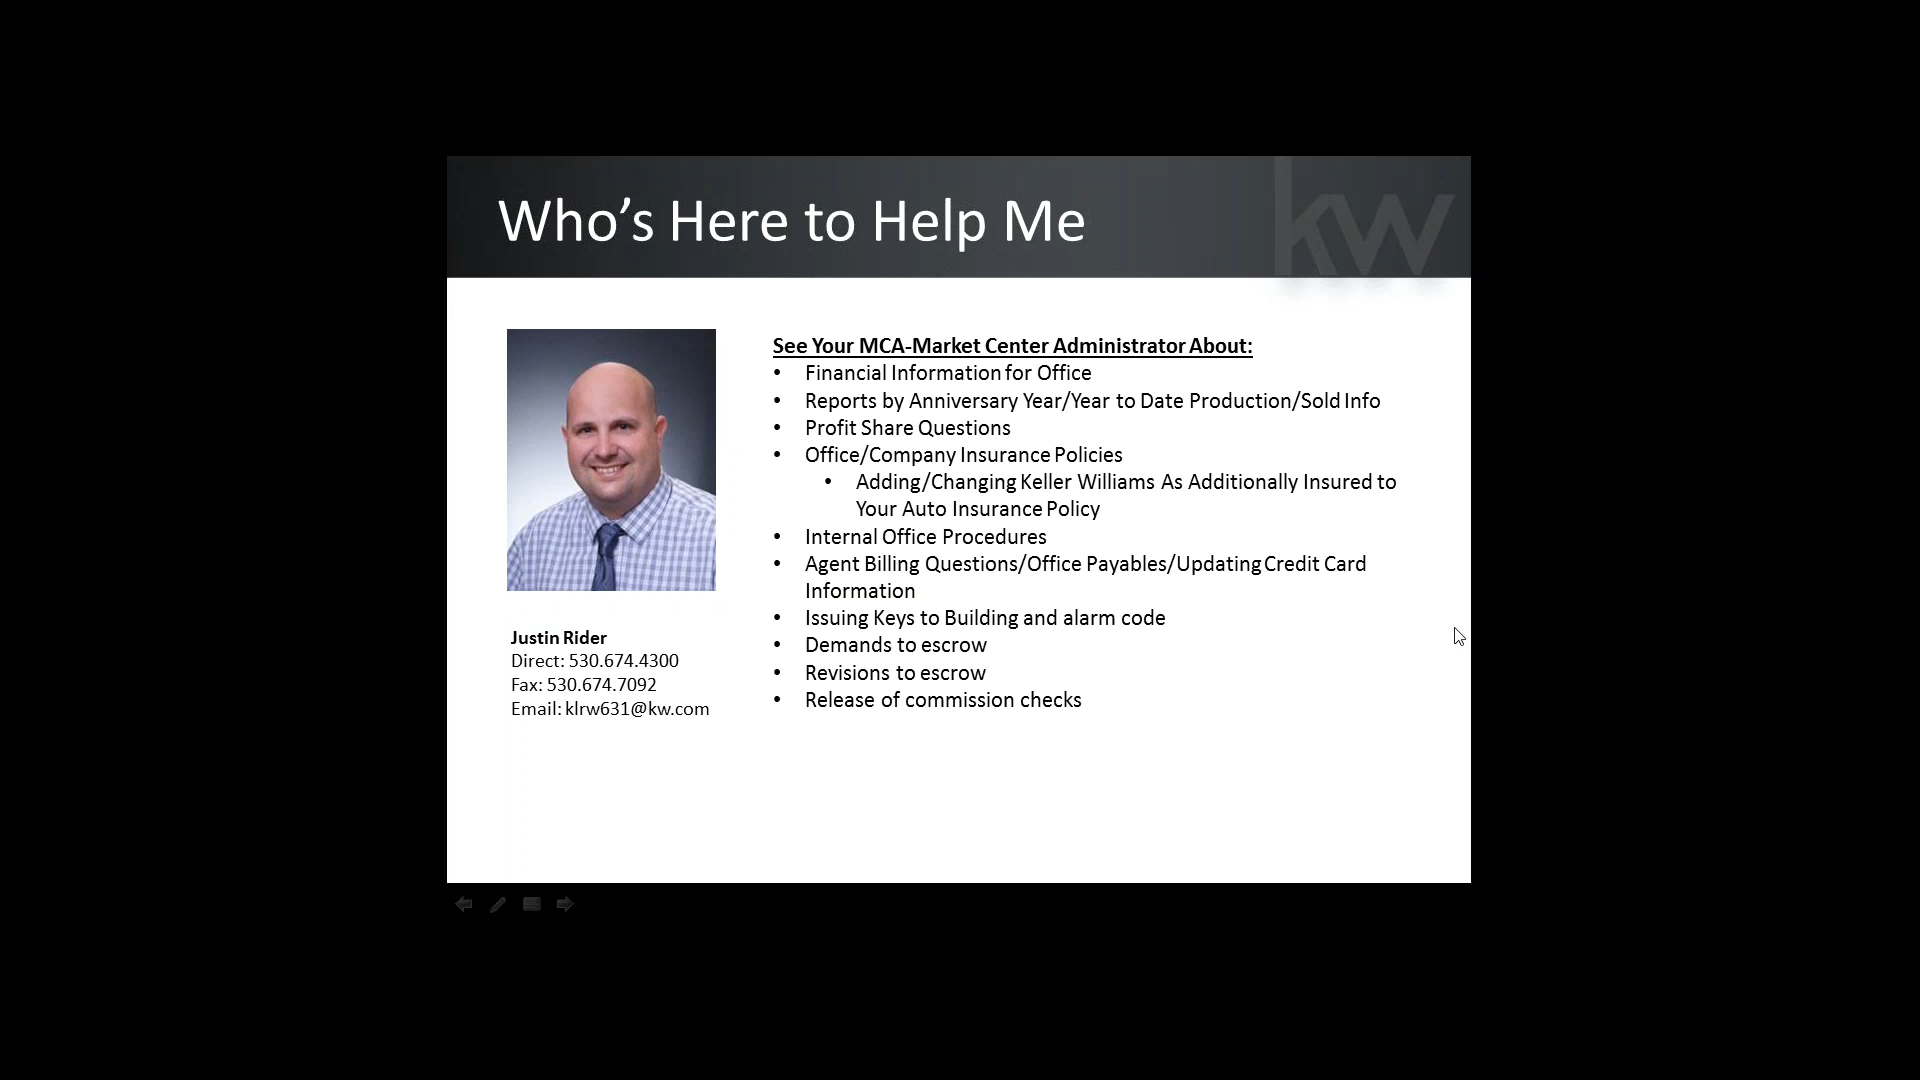 Who’s Here to Help Me
kw
See Your MCA-Market Center Administrator About:
• Financial Information for Office
• Reports by Anniversary Year/Year to Date Production/Sold Info
• Profit Share Questions
• Office/Company Insurance Policies
• Adding/Changing Keller Williams As Additionally Insured to
Your Auto Insurance Policy
• Internal Office Procedures
• Agent Billing Questions/Office Payables/Updating Credit Card
Information
• Issuing Keys to Building and alarm code
• Demands to escrow
• Revisions to escrow
• Release of commission checks
Justin Rider
Direct: 530.674.4300
Fax: 530.674.7092
Email: klrw631@kw.com